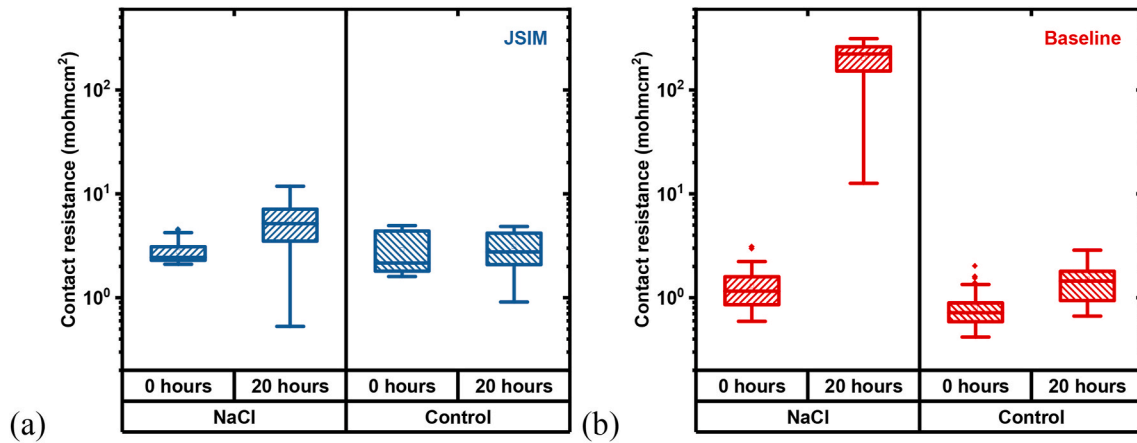 JSIM
Contact resistance (mohmcm²)
10²
10¹
10⁰
0 hours 20 hours 0 hours 20 hours
NaCl Control
(a)
Baseline
Contact resistance (mohmcm²)
10²
10¹
10⁰
0 hours 20 hours 0 hours 20 hours
NaCl Control
(b)